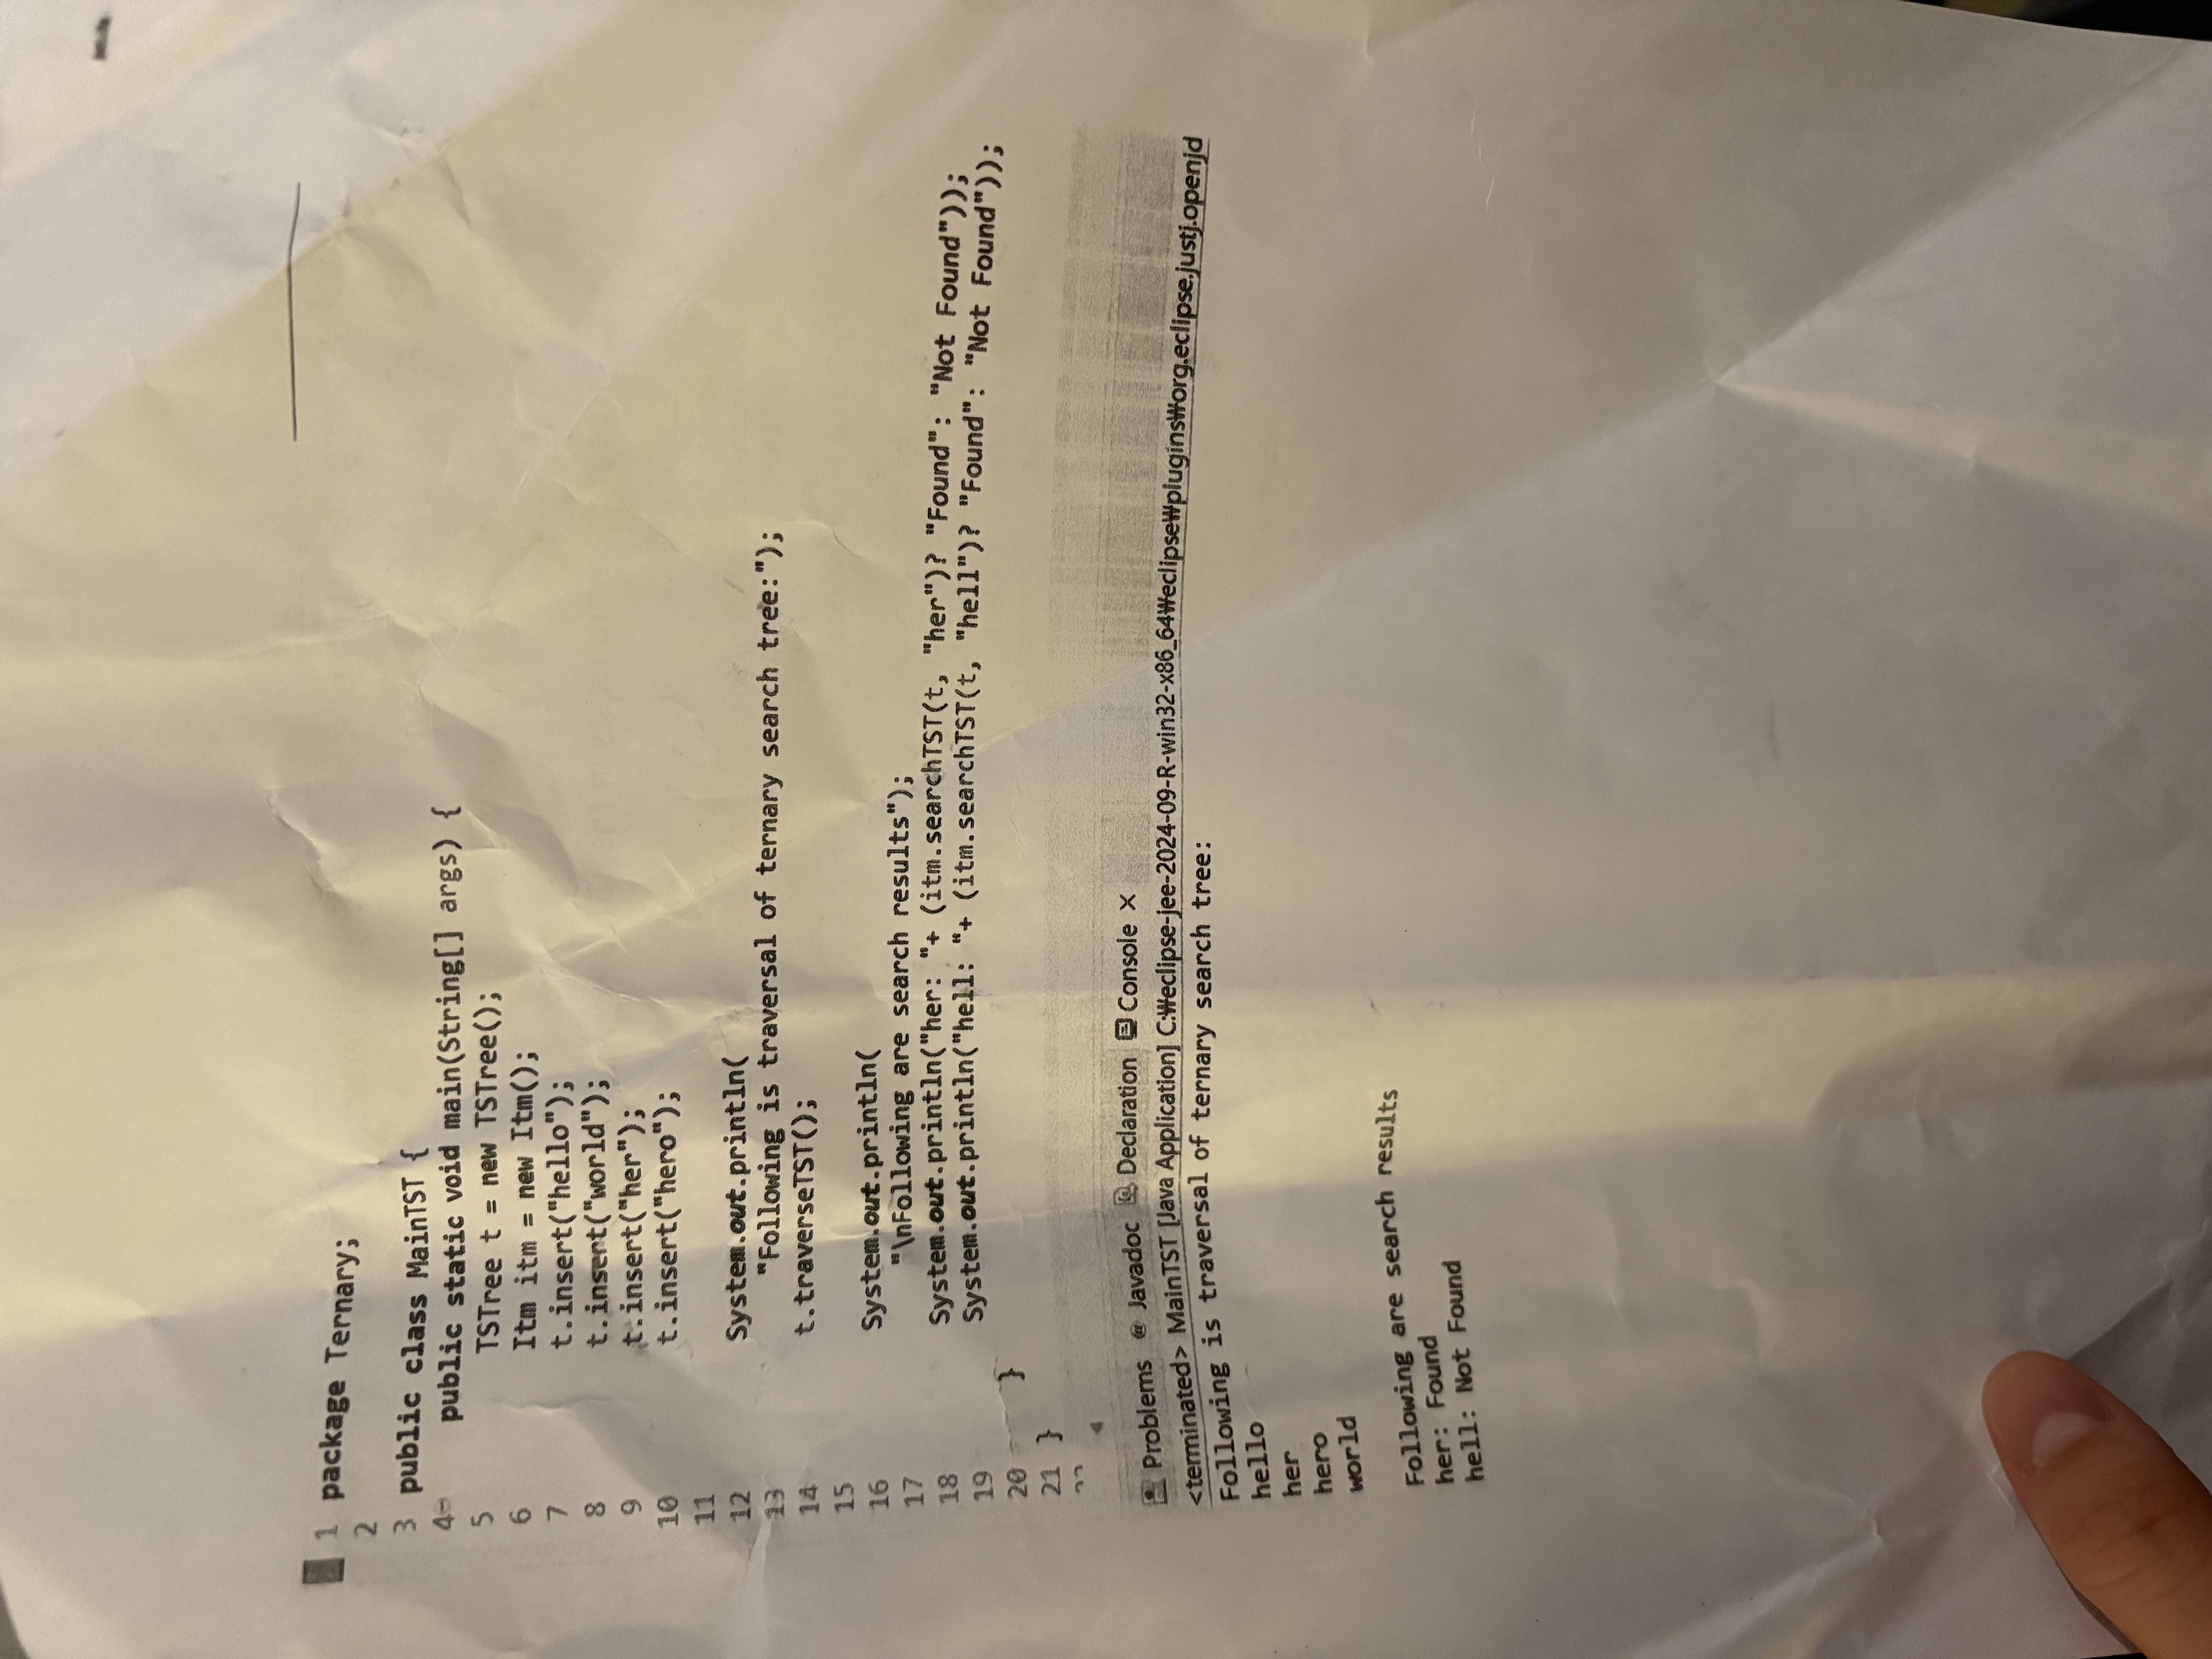 1 package Ternary;
2
3 public class MainTST {
4 public static void main(String[] args) {
5 TSTree t = new TSTree();
6 Itm itm = new Itm();
7 t.insert("hello");
8 t.insert("world");
9 t.insert("her");
10 t.insert("hero");
11
12 System.out.println(
13 "Following is traversal of ternary search tree:");
14 t.traverseTST();
15
16 System.out.println(
17 "\nFollowing are search results");
18 System.out.println("her: "+ (itm.searchTST(t, "her")? "Found": "Not Found"));
19 System.out.println("hell: "+ (itm.searchTST(t, "hell")? "Found": "Not Found"));
20 }
21 }
Problems @ Javadoc Declaration Console ×
<terminated> MainTST [Java Application] C:₩eclipse-jee-2024-09-R-win32-x86_64₩eclipse₩plugins₩org.eclipse.justj.openjd
Following is traversal of ternary search tree:
hello
her
hero
world
Following are search results
her: Found
hell: Not Found